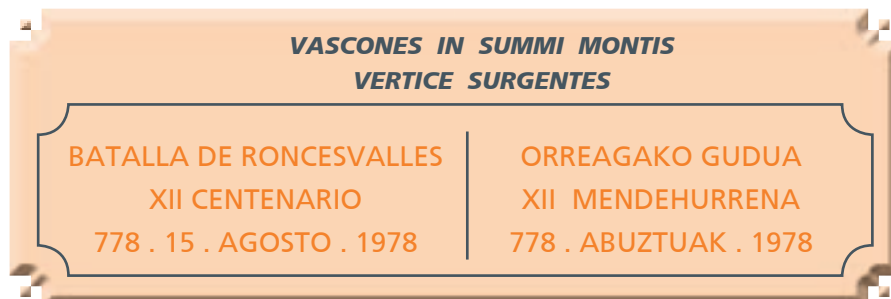 VASCONES IN SUMMI MONTIS
VERTICE SURGENTES
BATALLA DE RONCESVALLES
XII CENTENARIO
778 . 15 . AGOSTO . 1978
ORREAGAKO GUDUA
XII MENDEHURRENA
778 . ABUZTUAK . 1978